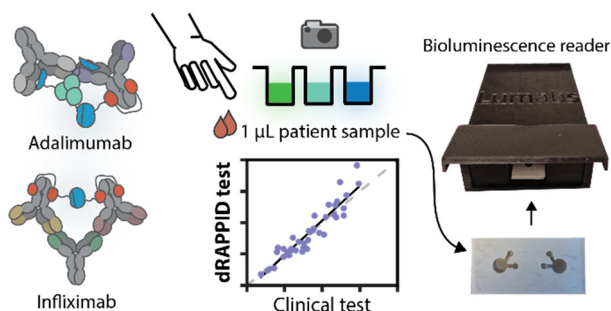 Adalimumab
Infliximab
1 µL patient sample
dRAPPID test
Clinical test
Bioluminescence reader
Lumabs